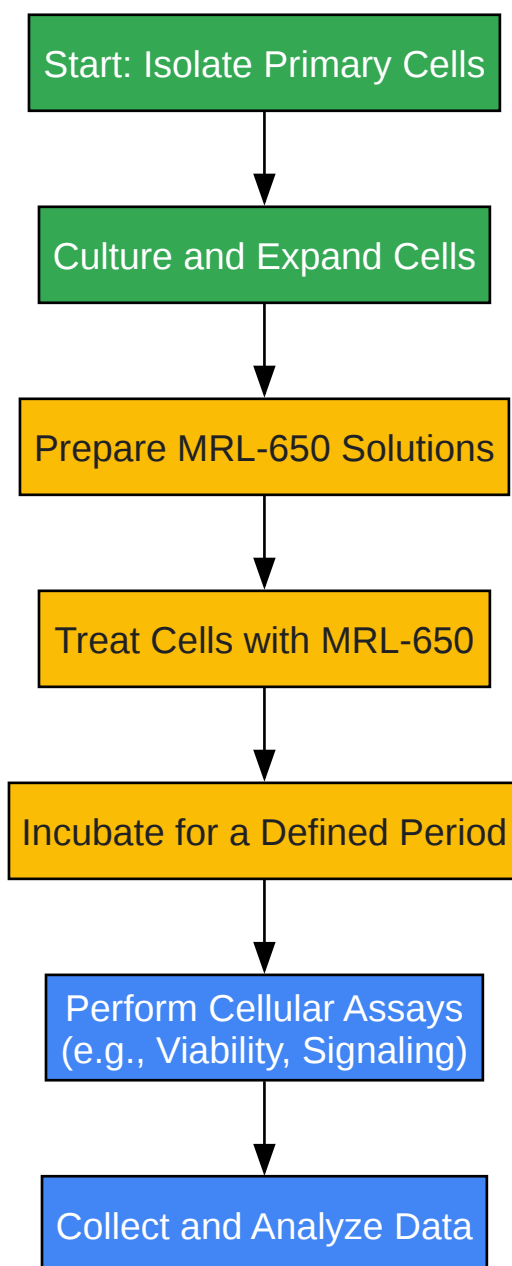 Start: Isolate Primary Cells
Culture and Expand Cells
Prepare MRL-650 Solutions
Treat Cells with MRL-650
Incubate for a Defined Period
Perform Cellular Assays
(e.g., Viability, Signaling)
Collect and Analyze Data